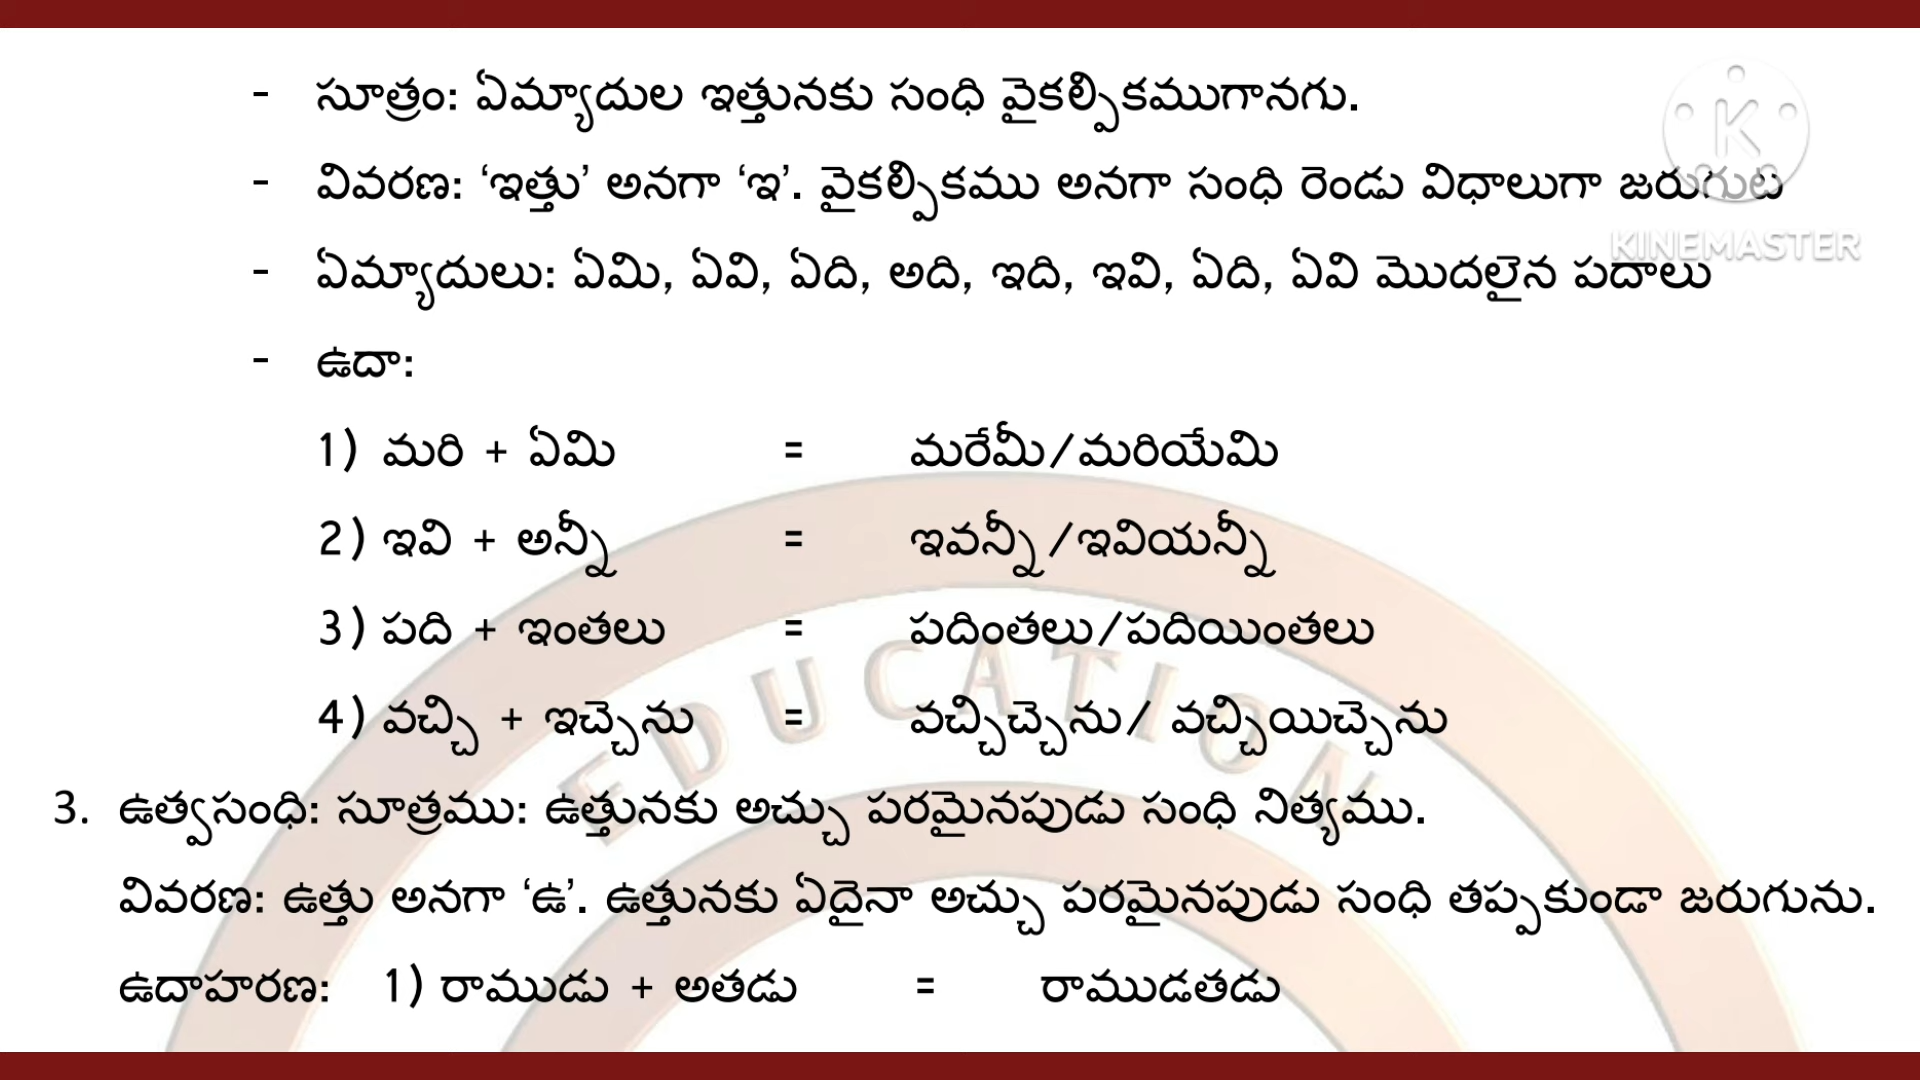 - సూత్రం: ఏమ్యాదుల ఇత్తునకు సంధి వైకల్పికముగానగు.
- వివరణ: ‘ఇత్తు’ అనగా ‘ఇ’. వైకల్పికము అనగా సంధి రెండు విధాలుగా జరుగుట
KINEMASTER
- ఏమ్యాదులు: ఏమి, ఏవి, ఏది, అది, ఇది, ఇవి, ఏది, ఏవి మొదలైన పదాలు
- ఉదా:
1) మరి + ఏమి = మరేమీ/మరియేమి
2) ఇవి + అన్నీ = ఇవన్నీ/ఇవియన్నీ
3) పది + ఇంతలు = పదింతలు/పదియింతలు
4) వచ్చి + ఇచ్చెను = వచ్చిచ్చెను/ వచ్చియిచ్చెను
EDUCATION
3. ఉత్వసంధి: సూత్రము: ఉత్తునకు అచ్చు పరమైనపుడు సంధి నిత్యము.
వివరణ: ఉత్తు అనగా ‘ఉ’. ఉత్తునకు ఏదైనా అచ్చు పరమైనపుడు సంధి తప్పకుండా జరుగును.
ఉదాహరణ: 1) రాముడు + అతడు = రాముడతడు